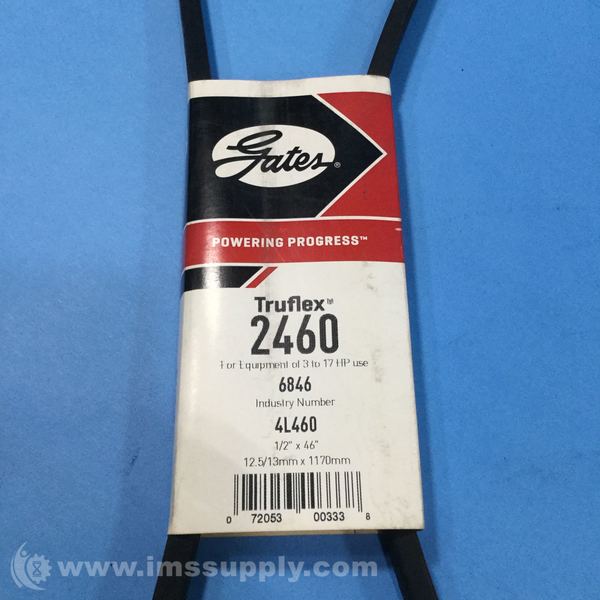 Gates®
POWERING PROGRESS™
Truflex™
2460
For Equipment of 3 to 17 HP use
6846
Industry Number
4L460
1/2" x 46"
12.5/13mm x 1170mm
0 72053 00333 8
www.imssupply.com